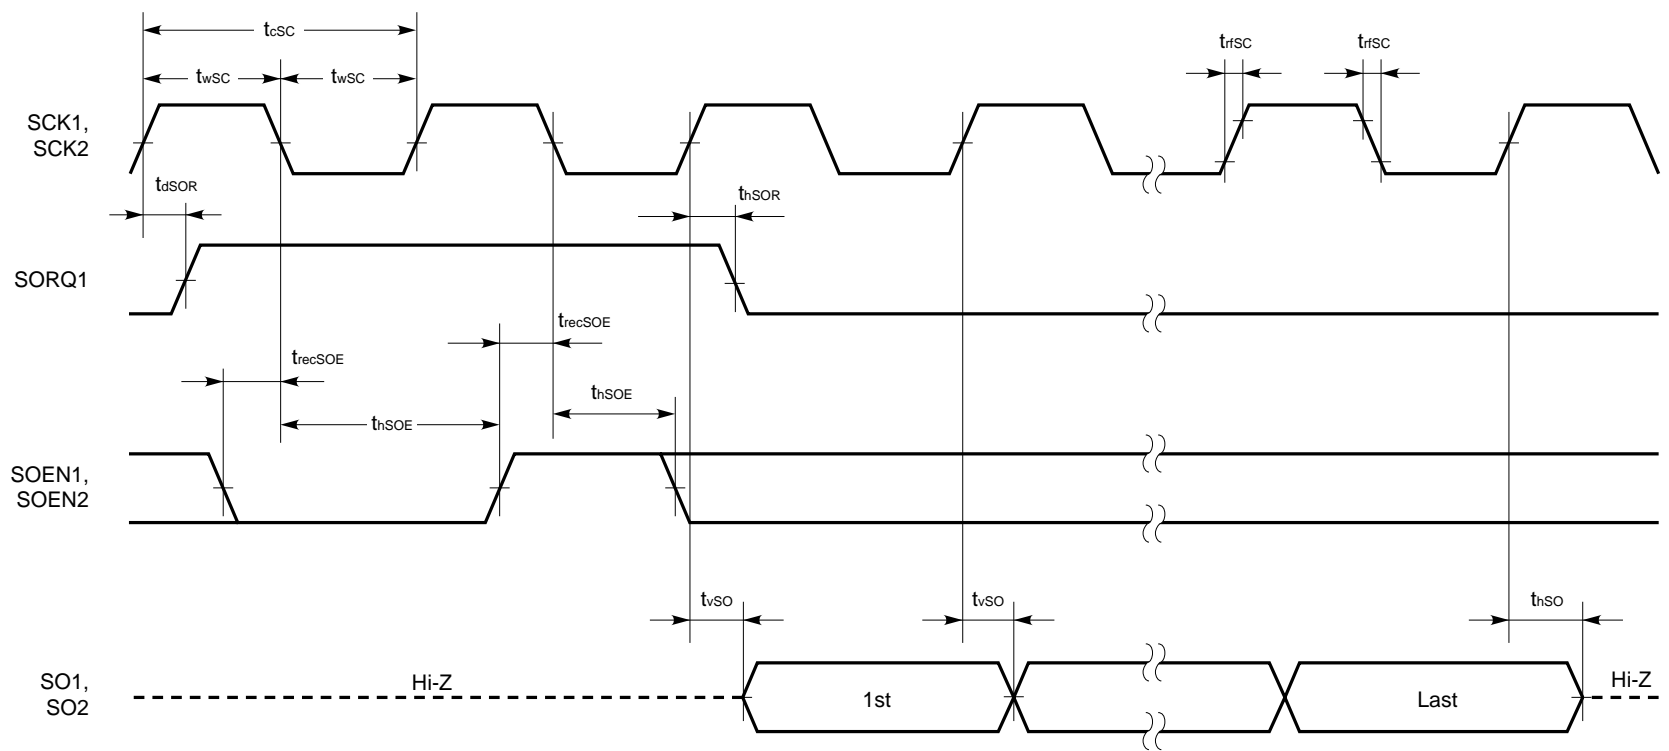 tcSC
twSC twSC
trfSC trfSC
SCK1,
SCK2
tdSOR
thSOR
SORQ1
trecSOE
trecSOE
thSOE
thSOE
SOEN1,
SOEN2
tvSO tvSO thSO
SO1,
SO2
Hi-Z 1st Last Hi-Z